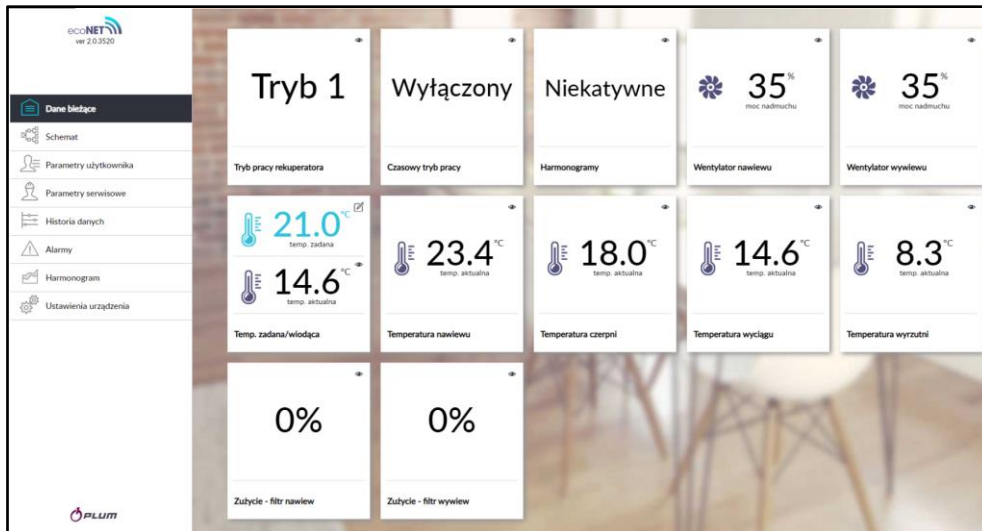 ecoNET
ver 2.0.3520
Dane bieżące
Schemat
Parametry użytkownika
Parametry serwisowe
Historia danych
Alarmy
Harmonogram
Ustawienia urządzenia
PLUM
Tryb 1
Tryb pracy rekuperatora
Wyłączony
Czasowy tryb pracy
Niekatywne
Harmonogramy
35%
moc nadmuchu
Wentylator nawiewu
35%
moc nadmuchu
Wentylator wywiewu
21.0°C
temp. zadana
14.6°C
temp. aktualna
Temp. zadana/wiodąca
23.4°C
temp. aktualna
Temperatura nawiewu
18.0°C
temp. aktualna
Temperatura czerpni
14.6°C
temp. aktualna
Temperatura wyciągu
8.3°C
temp. aktualna
Temperatura wyrzutni
0%
Zużycie - filtr nawiew
0%
Zużycie - filtr wywiew